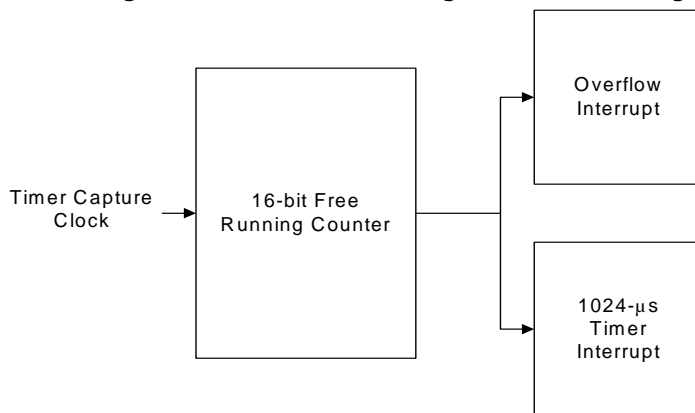 Timer Capture
Clock
16-bit Free
Running Counter
Overflow
Interrupt
1024-μs
Timer
Interrupt